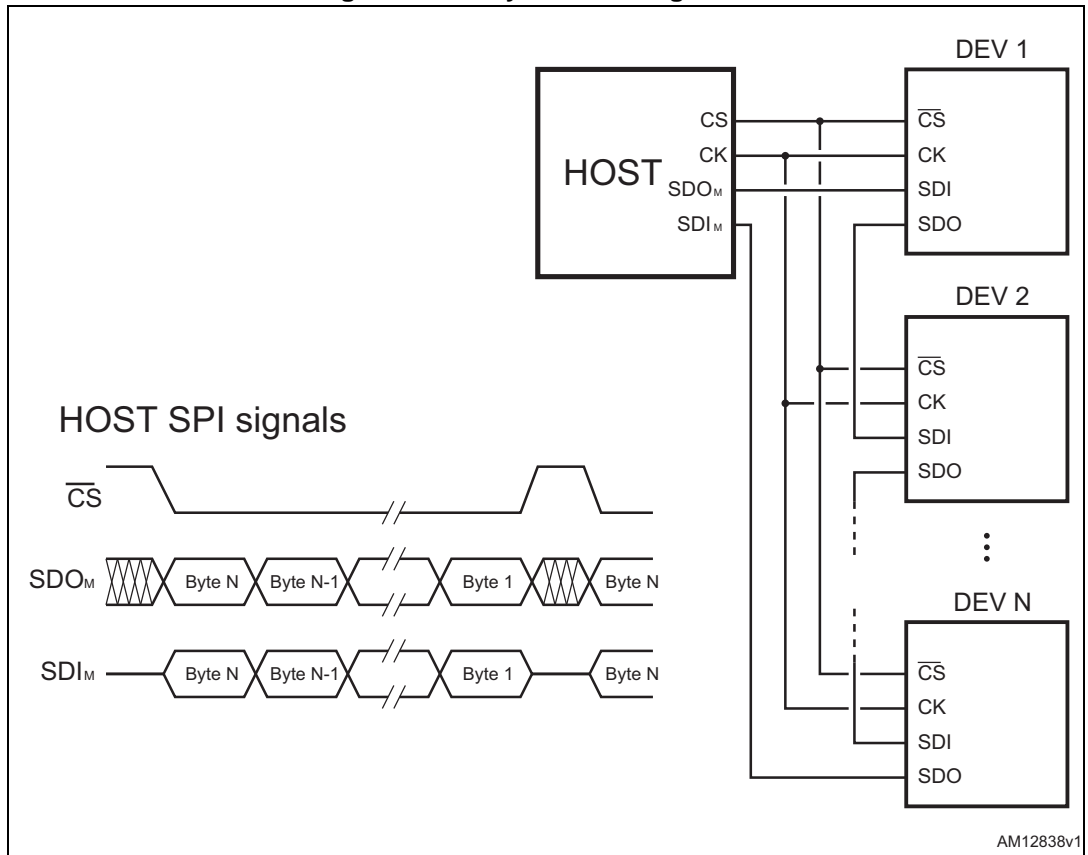 DEV 1
HOST
CS
CK
SDOM
SDIM
CS
CK
SDI
SDO
DEV 2
CS
CK
SDI
SDO
DEV N
CS
CK
SDI
SDO
HOST SPI signals
CS
SDOM Byte N Byte N-1 Byte 1 Byte N
SDIM Byte N Byte N-1 Byte 1 Byte N
AM12838v1